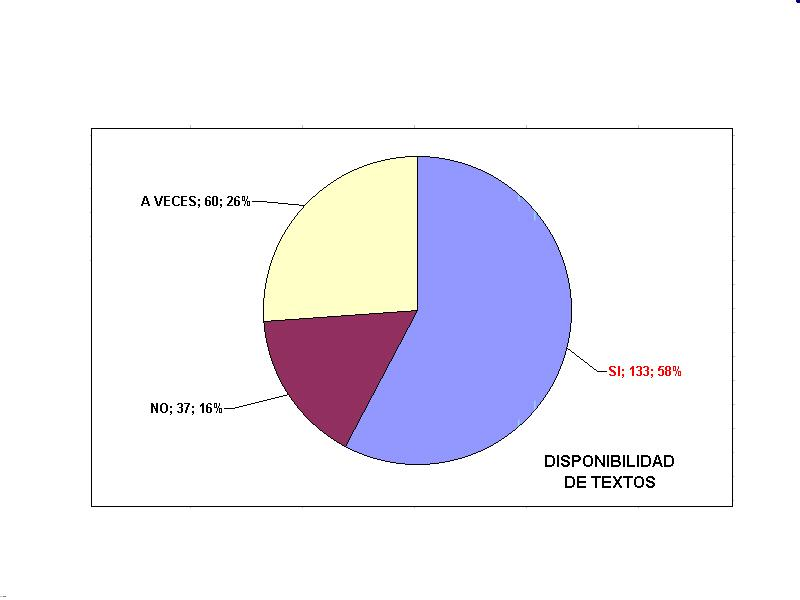 A VECES; 60; 26%
SI; 133; 58%
NO; 37; 16%
DISPONIBILIDAD
DE TEXTOS